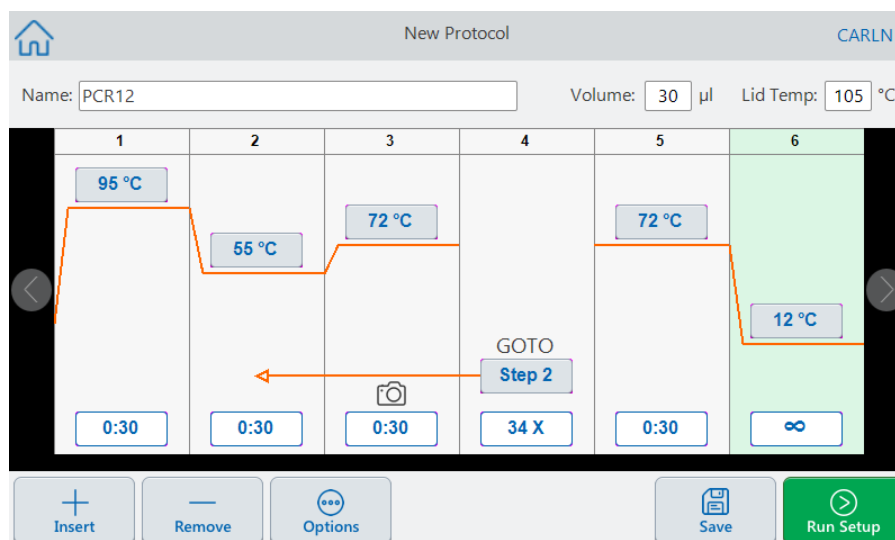 New Protocol
CARLN
Name: PCR12
Volume: 30 µl
Lid Temp: 105 °C
1 2 3 4 5 6
95 °C
72 °C 72 °C
55 °C
12 °C
GOTO
Step 2
0:30 0:30 0:30 34 X 0:30 ∞
Insert Remove Options Save Run Setup